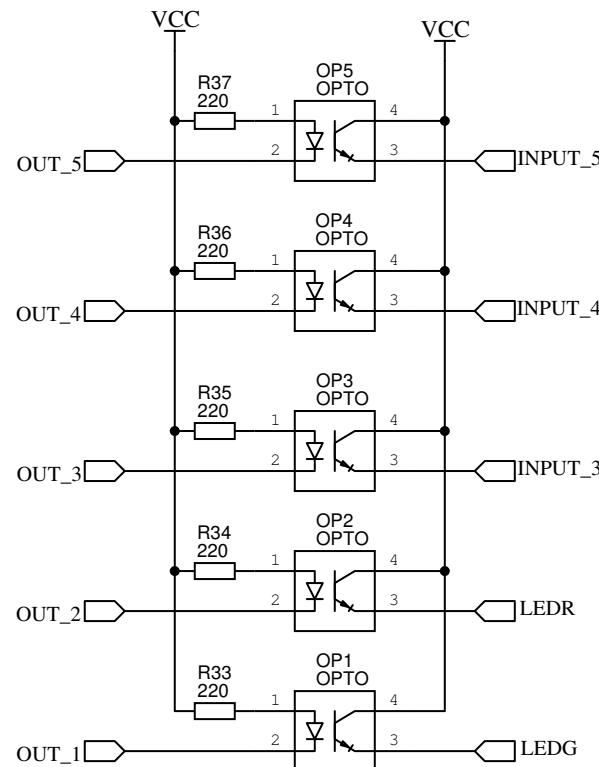 VCC
VCC
R37
220
OP5
OPTO
1
4
2
3
OUT_5
INPUT_5
R36
220
OP4
OPTO
1
4
2
3
OUT_4
INPUT_4
R35
220
OP3
OPTO
1
4
2
3
OUT_3
INPUT_3
R34
220
OP2
OPTO
1
4
2
3
OUT_2
LEDR
R33
220
OP1
OPTO
1
4
2
3
OUT_1
LEDG